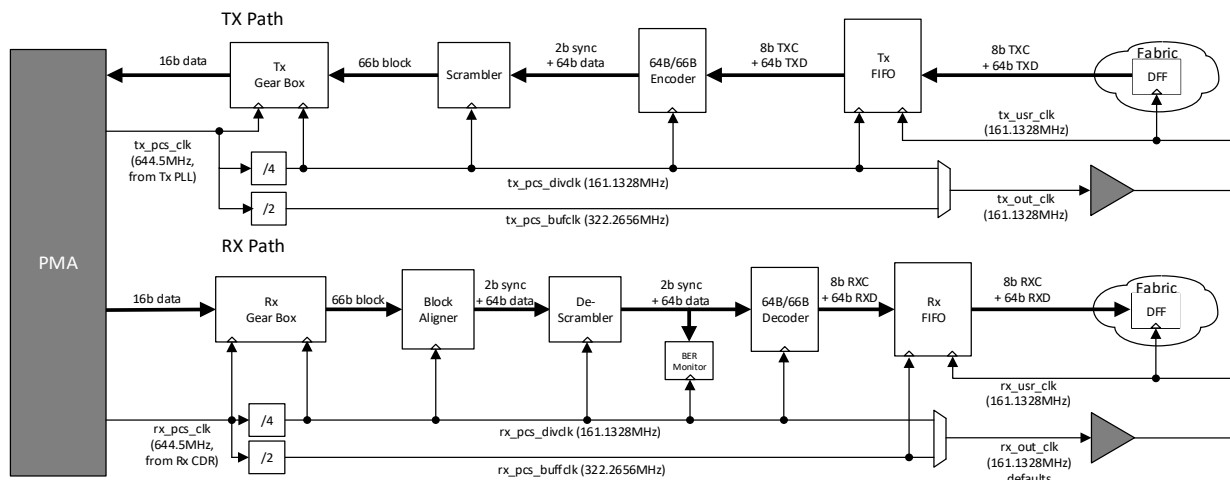 TX Path
16b data
Tx
Gear Box
66b block
Scrambler
2b sync
+ 64b data
64B/66B
Encoder
8b TXC
+ 64b TXD
Tx
FIFO
8b TXC
+ 64b TXD
Fabric
DFF
tx_pcs_clk
(644.5MHz,
from Tx PLL)
/4
tx_pcs_divclk (161.1328MHz)
tx_usr_clk
(161.1328MHz)
/2
tx_pcs_bufclk (322.2656MHz)
tx_out_clk
(161.1328MHz)
PMA
RX Path
16b data
Rx
Gear Box
66b block
Block
Aligner
2b sync
+ 64b data
De-
Scrambler
2b sync
+ 64b data
BER
Monitor
64B/66B
Decoder
8b RXC
+ 64b RXD
Rx
FIFO
8b RXC
+ 64b RXD
Fabric
DFF
rx_pcs_clk
(644.5MHz,
from Rx CDR)
/4
rx_pcs_divclk (161.1328MHz)
rx_usr_clk
(161.1328MHz)
/2
rx_pcs_buffclk (322.2656MHz)
rx_out_clk
(161.1328MHz)
defaults